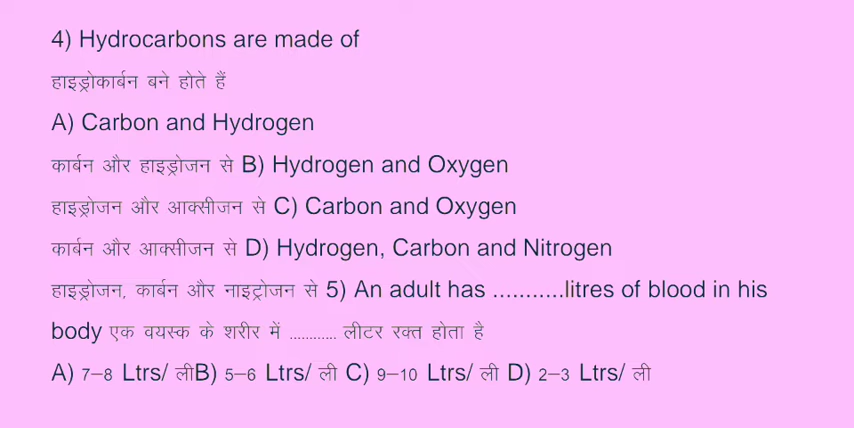 4) Hydrocarbons are made of
हाइड्रोकार्बन बने होते हैं
A) Carbon and Hydrogen
कार्बन और हाइड्रोजन से B) Hydrogen and Oxygen
हाइड्रोजन और आक्सीजन से C) Carbon and Oxygen
कार्बन और आक्सीजन से D) Hydrogen, Carbon and Nitrogen
हाइड्रोजन, कार्बन और नाइट्रोजन से 5) An adult has ...........litres of blood in his
body एक वयस्क के शरीर में ............ लीटर रक्त होता है
A) 7–8 Ltrs/ लीB) 5–6 Ltrs/ ली C) 9–10 Ltrs/ ली D) 2–3 Ltrs/ ली